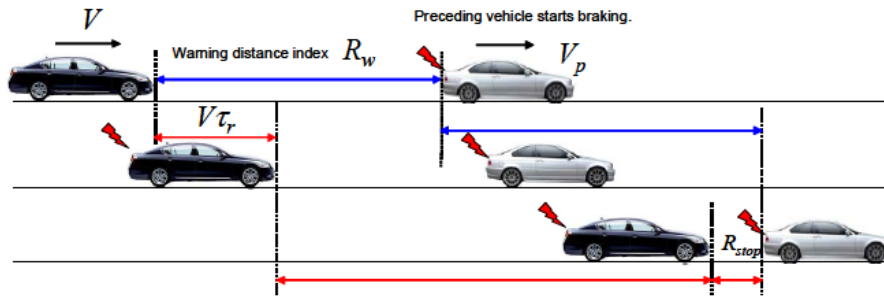 V
Warning distance index R_w
Preceding vehicle starts braking.
V_p
Vτ_r
R_stop